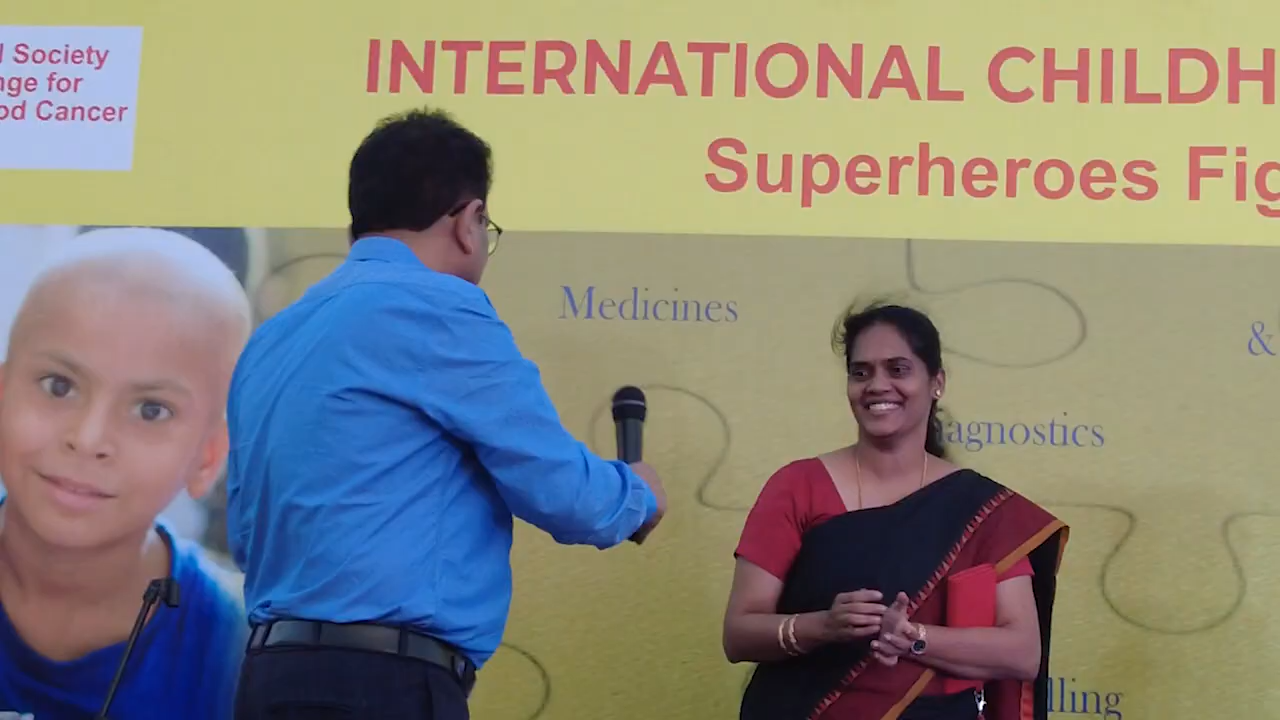 l Society
nge for
od Cancer
INTERNATIONAL CHILDH
Superheroes Fig
Medicines
&
agnostics
lling